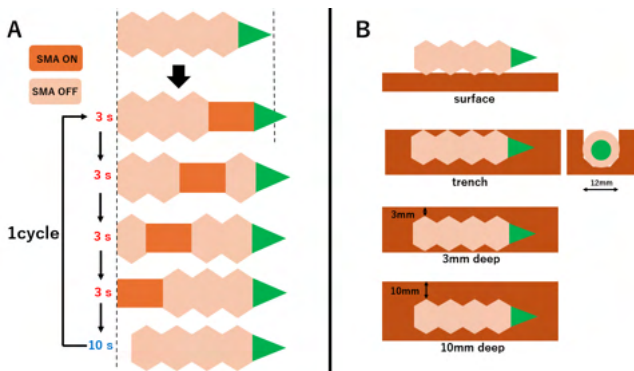 A
SMA ON
SMA OFF
3 s
3 s
3 s
3 s
10 s
1cycle
B
surface
trench
12mm
3mm
3mm deep
10mm
10mm deep